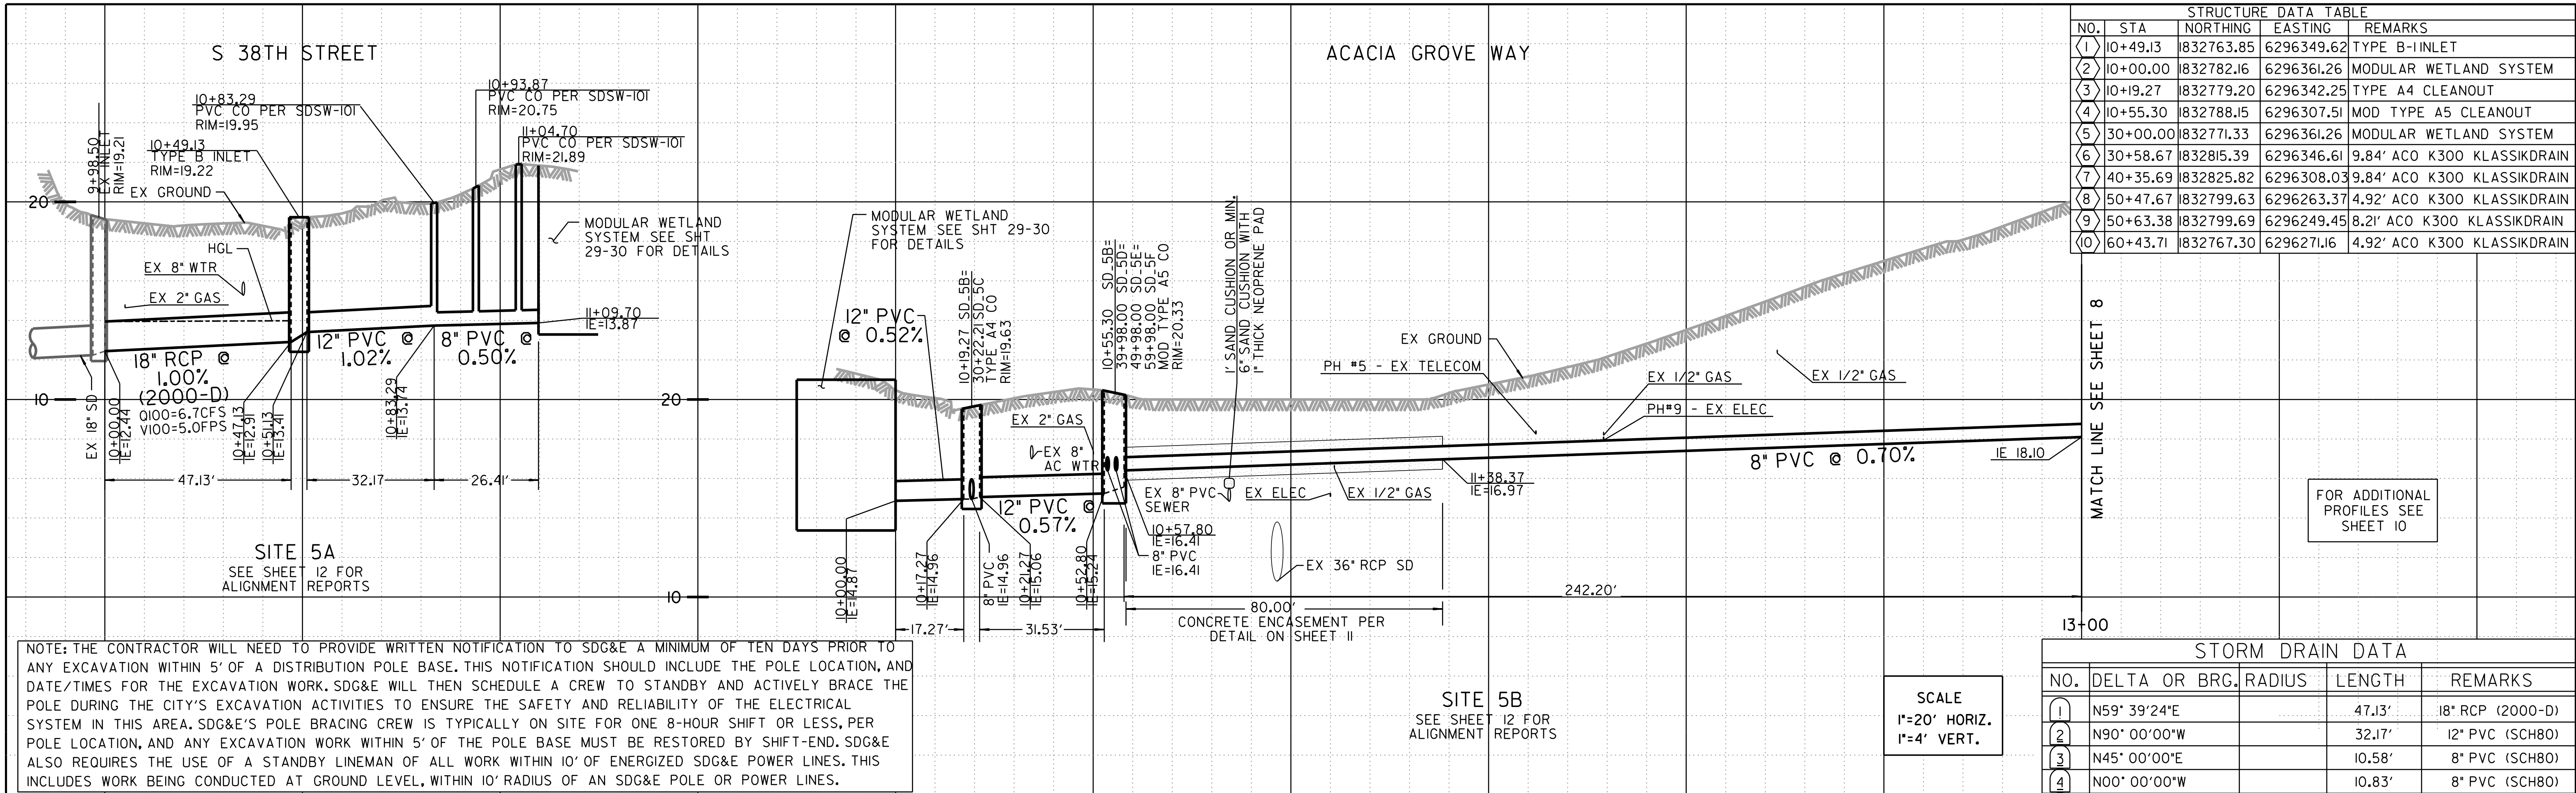 S 38TH STREET
9+98.50
EX INLET
RIM=19.21
10+49.13
TYPE B INLET
RIM=19.22
10+83.29
PVC CO PER SDSW-101
RIM=19.95
10+93.87
PVC CO PER SDSW-101
RIM=20.75
11+04.70
PVC CO PER SDSW-101
RIM=21.89
EX GROUND
20
HGL
EX 8" WTR
EX 2" GAS
MODULAR WETLAND
SYSTEM SEE SHT
29-30 FOR DETAILS
11+09.70
IE=13.87
18" RCP @
1.00%
(2000-D)
Q100=6.7CFS
V100=5.0FPS
12" PVC @
1.02%
8" PVC @
0.50%
10
EX 18" SD
10+00.00
IE=12.44
10+47.13
IE=12.91
10+51.13
IE=13.41
10+83.29
IE=13.74
47.13'
32.17
26.41'
SITE 5A
SEE SHEET 12 FOR
ALIGNMENT REPORTS
ACACIA GROVE WAY
MODULAR WETLAND
SYSTEM SEE SHT 29-30
FOR DETAILS
12" PVC
@ 0.52%
20
10
10+19.27 SD_5B=
30+22.21 SD_5C
TYPE A4 CO
RIM=19.63
10+55.30 SD_5B=
39+98.00 SD_5D=
49+98.00 SD_5E=
59+98.00 SD_5F
MOD TYPE A5 CO
RIM=20.33
1' SAND CUSHION OR MIN.
6" SAND CUSHION WITH
1" THICK NEOPRENE PAD
EX 2" GAS
EX 8"
AC WTR
12" PVC @
0.57%
10+00.00
IE=14.87
10+17.27
IE=14.96
8" PVC
IE=14.96
10+21.27
IE=15.06
10+52.80
IE=15.24
EX 8" PVC
SEWER
10+57.80
IE=16.41
8" PVC
IE=16.41
EX ELEC
EX 1/2" GAS
EX 36" RCP SD
11+38.37
IE=16.97
EX GROUND
PH #5 - EX TELECOM
EX 1/2" GAS
PH#9 - EX ELEC
EX 1/2" GAS
8" PVC @ 0.70%
IE 18.10
MATCH LINE SEE SHEET 8
FOR ADDITIONAL
PROFILES SEE
SHEET 10
17.27'
31.53'
80.00'
CONCRETE ENCASEMENT PER
DETAIL ON SHEET 11
242.20'
13+00
SITE 5B
SEE SHEET 12 FOR
ALIGNMENT REPORTS
SCALE
1"=20' HORIZ.
1"=4' VERT.
NOTE: THE CONTRACTOR WILL NEED TO PROVIDE WRITTEN NOTIFICATION TO SDG&E A MINIMUM OF TEN DAYS PRIOR TO
ANY EXCAVATION WITHIN 5' OF A DISTRIBUTION POLE BASE. THIS NOTIFICATION SHOULD INCLUDE THE POLE LOCATION, AND
DATE/TIMES FOR THE EXCAVATION WORK. SDG&E WILL THEN SCHEDULE A CREW TO STANDBY AND ACTIVELY BRACE THE
POLE DURING THE CITY'S EXCAVATION ACTIVITIES TO ENSURE THE SAFETY AND RELIABILITY OF THE ELECTRICAL
SYSTEM IN THIS AREA. SDG&E'S POLE BRACING CREW IS TYPICALLY ON SITE FOR ONE 8-HOUR SHIFT OR LESS, PER
POLE LOCATION, AND ANY EXCAVATION WORK WITHIN 5' OF THE POLE BASE MUST BE RESTORED BY SHIFT-END. SDG&E
ALSO REQUIRES THE USE OF A STANDBY LINEMAN OF ALL WORK WITHIN 10' OF ENERGIZED SDG&E POWER LINES. THIS
INCLUDES WORK BEING CONDUCTED AT GROUND LEVEL, WITHIN 10' RADIUS OF AN SDG&E POLE OR POWER LINES.
STRUCTURE DATA TABLE
NO. STA NORTHING EASTING REMARKS
1 10+49.13 1832763.85 6296349.62 TYPE B-1 INLET
2 10+00.00 1832782.16 6296361.26 MODULAR WETLAND SYSTEM
3 10+19.27 1832779.20 6296342.25 TYPE A4 CLEANOUT
4 10+55.30 1832788.15 6296307.51 MOD TYPE A5 CLEANOUT
5 30+00.00 1832771.33 6296361.26 MODULAR WETLAND SYSTEM
6 30+58.67 1832815.39 6296346.61 9.84' ACO K300 KLASSIKDRAIN
7 40+35.69 1832825.82 6296308.03 9.84' ACO K300 KLASSIKDRAIN
8 50+47.67 1832799.63 6296263.37 4.92' ACO K300 KLASSIKDRAIN
9 50+63.38 1832799.69 6296249.45 8.21' ACO K300 KLASSIKDRAIN
10 60+43.71 1832767.30 6296271.16 4.92' ACO K300 KLASSIKDRAIN
STORM DRAIN DATA
NO. DELTA OR BRG. RADIUS LENGTH REMARKS
1 N59° 39'24"E 47.13' 18" RCP (2000-D)
2 N90° 00'00"W 32.17' 12" PVC (SCH80)
3 N45° 00'00"E 10.58' 8" PVC (SCH80)
4 N00° 00'00"W 10.83' 8" PVC (SCH80)